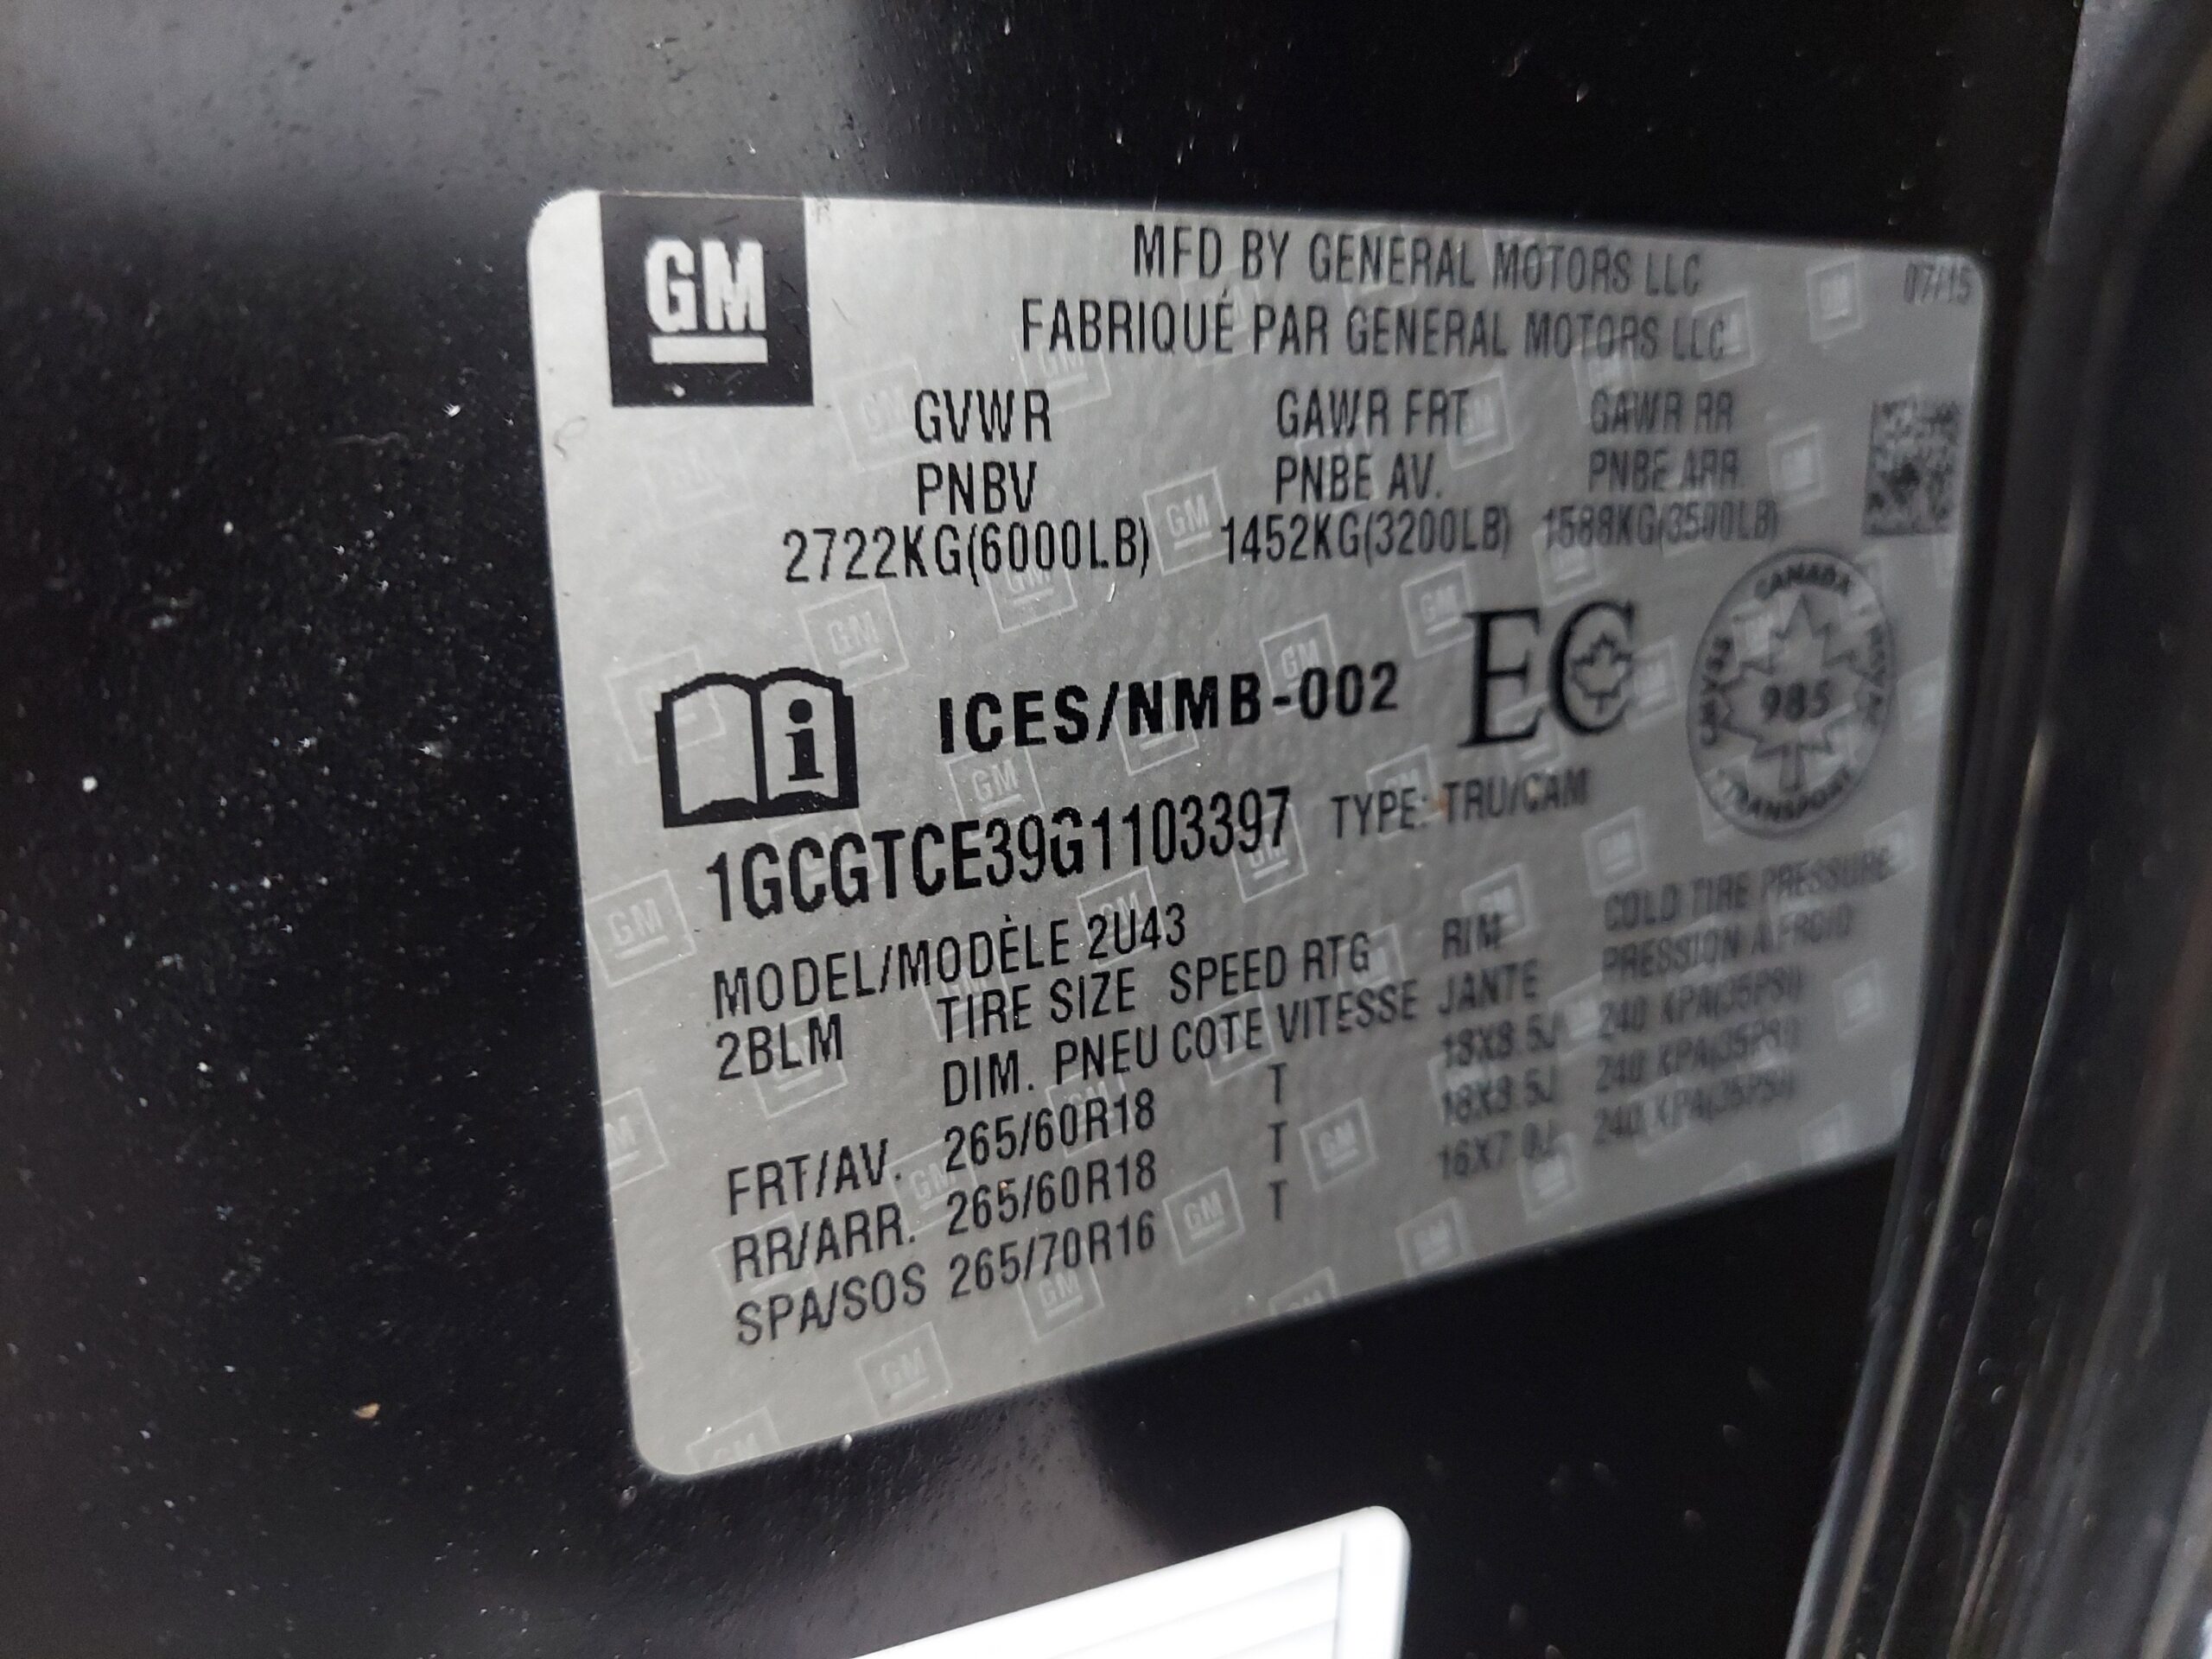 GM
MFD BY GENERAL MOTORS LLC
07/15
FABRIQUÉ PAR GENERAL MOTORS LLC
GVWR GAWR FRT GAWR RR
PNBV PNBE AV. PNBE ARR.
2722KG(6000LB) 1452KG(3200LB) 1588KG(3500LB)
ICES/NMB-002 EC
CANADA
985
TRANSPORT
1GCGTCE39G1103397 TYPE: TRU/CAM
MODEL/MODÈLE 2U43
2BLM TIRE SIZE SPEED RTG RIM COLD TIRE PRESSURE
DIM. PNEU COTE VITESSE JANTE PRESSION A FROID
FRT/AV. 265/60R18 T 18X8.5J 240 KPA(35PSI)
RR/ARR. 265/60R18 T 18X8.5J 240 KPA(35PSI)
SPA/SOS 265/70R16 T 16X7.0J 240 KPA(35PSI)